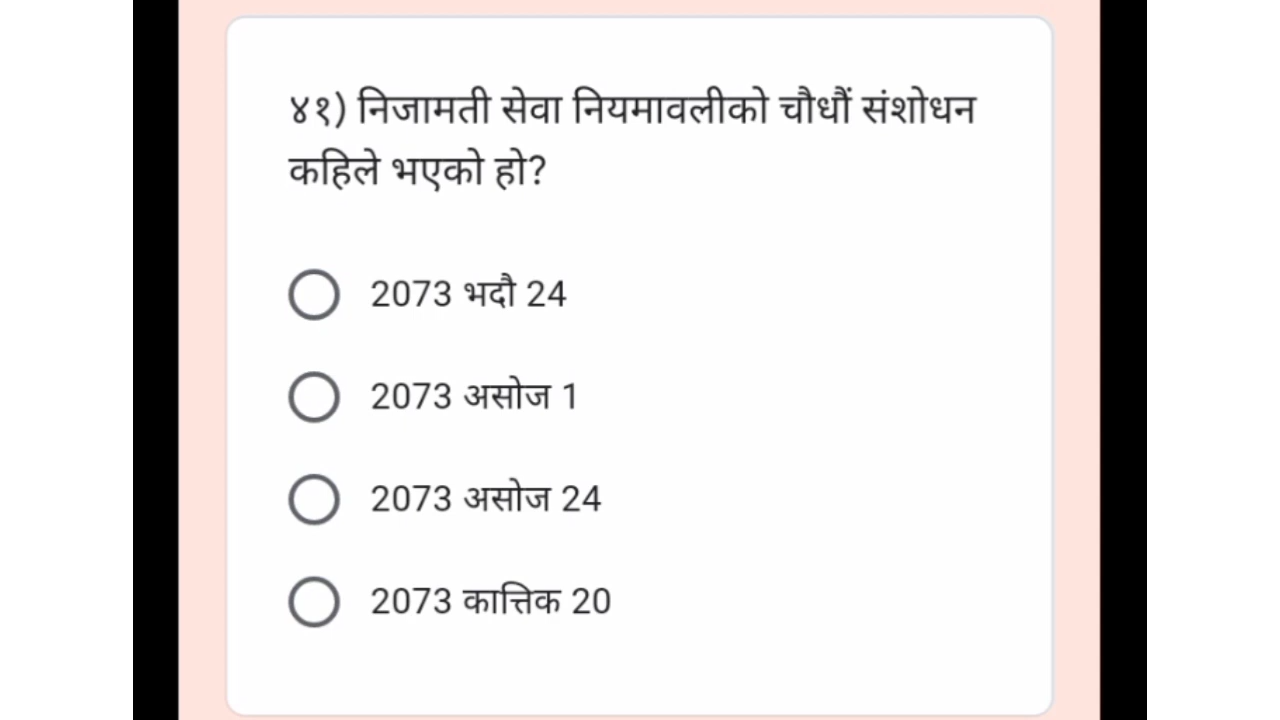 ४१) निजामती सेवा नियमावलीको चौधौं संशोधन
कहिले भएको हो?
2073 भदौ 24
2073 असोज 1
2073 असोज 24
2073 कात्तिक 20